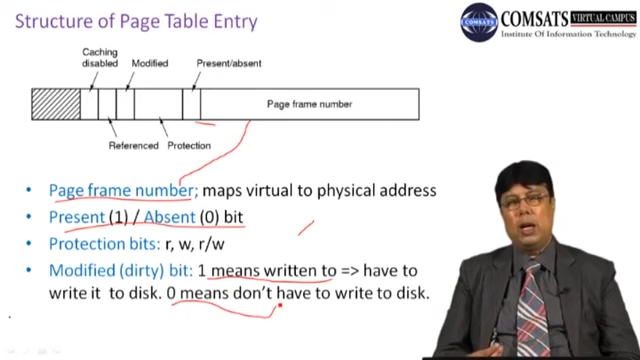 Structure of Page Table Entry
COMSATS VIRTUAL CAMPUS
Institute Of Information Technology
COMSATS
Caching
disabled
Modified
Present/absent
Page frame number
Referenced
Protection
• Page frame number; maps virtual to physical address
• Present (1) / Absent (0) bit
• Protection bits: r, w, r/w
• Modified (dirty) bit: 1 means written to => have to
write it to disk. 0 means don't have to write to disk.
.